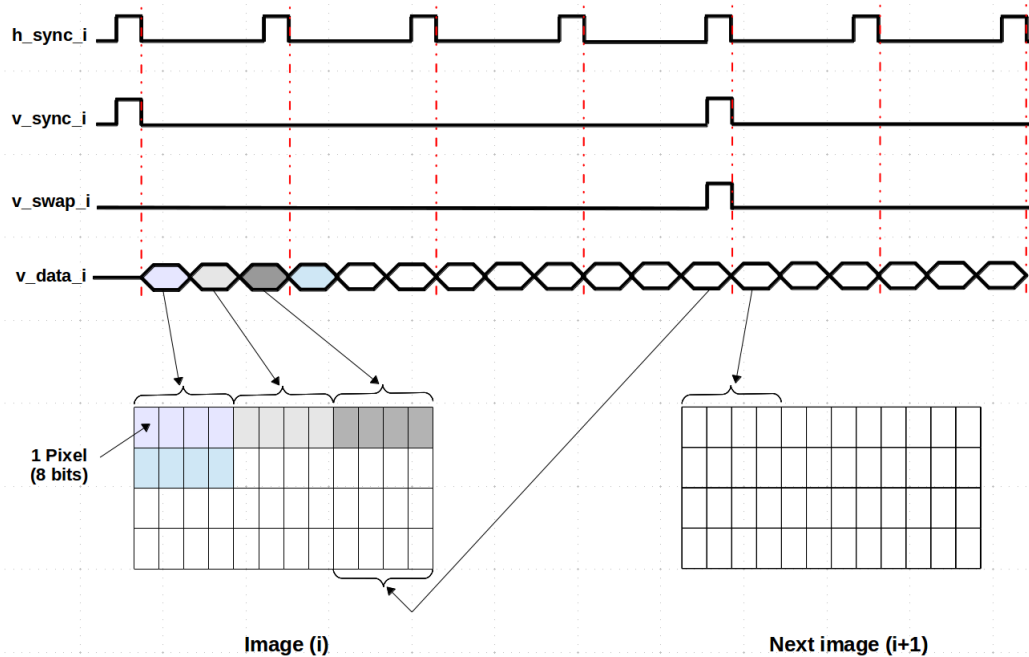 h_sync_i
v_sync_i
v_swap_i
v_data_i
1 Pixel
(8 bits)
Image (i)
Next image (i+1)